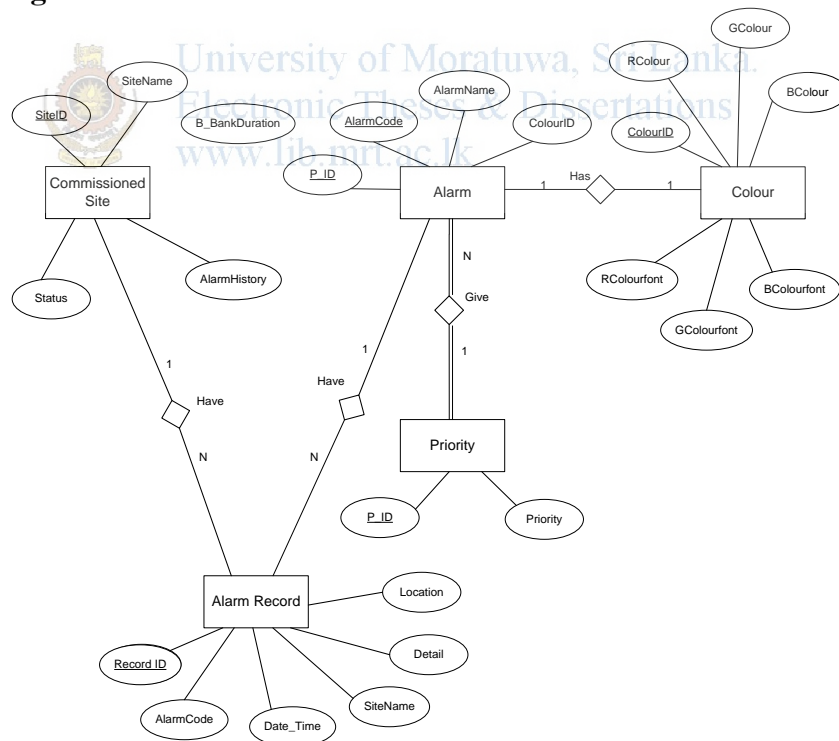 g
University of Moratuwa, Sri Lanka.
Electronic Theses & Dissertations
www.lib.mrt.ac.lk
GColour
RColour
SiteName
AlarmName
BColour
SiteID
B_BankDuration
AlarmCode
ColourID
ColourID
P_ID
Commissioned
Site
Alarm
1
Has
1
Colour
AlarmHistory
Status
N
Give
1
RColourfont
BColourfont
GColourfont
1
Have
N
1
Have
N
Priority
P_ID
Priority
Alarm Record
Location
Record ID
Detail
AlarmCode
Date_Time
SiteName